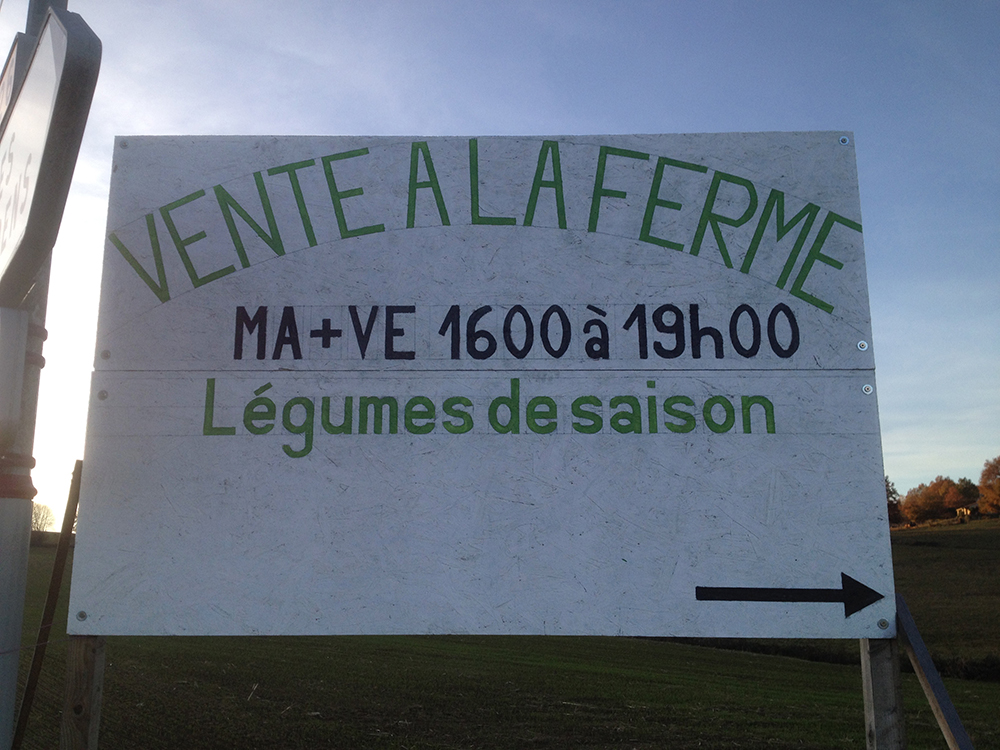 VENTE A LA FERME
MA+VE 1600 à 19h00
Légumes de saison